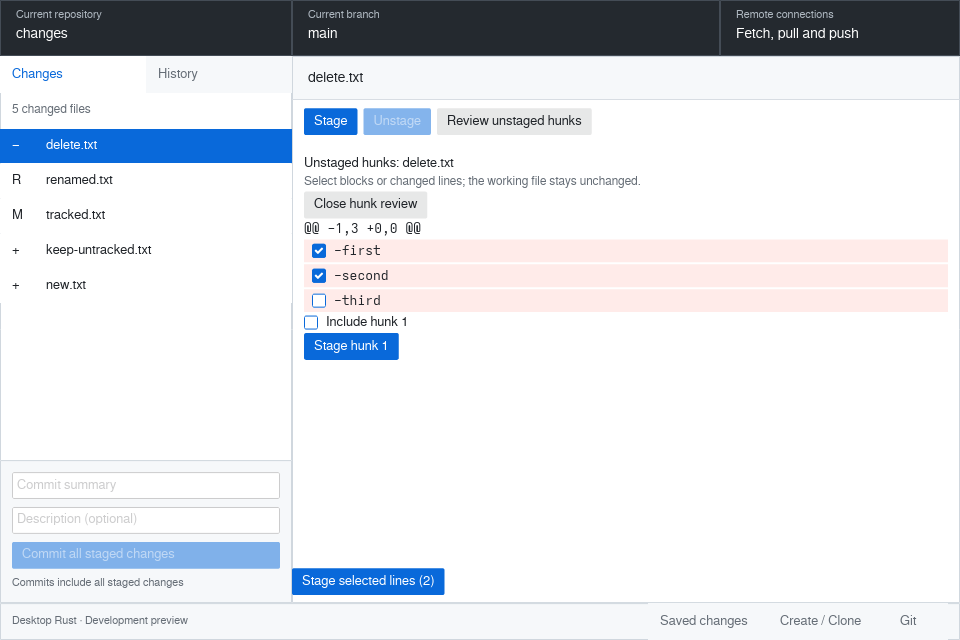 Current repository
changes
Current branch
main
Remote connections
Fetch, pull and push
Changes
History
5 changed files
− delete.txt
R renamed.txt
M tracked.txt
+ keep-untracked.txt
+ new.txt
Commit summary
Description (optional)
Commit all staged changes
Commits include all staged changes
delete.txt
Stage
Unstage
Review unstaged hunks
Unstaged hunks: delete.txt
Select blocks or changed lines; the working file stays unchanged.
Close hunk review
@@ -1,3 +0,0 @@
-first
-second
-third
Include hunk 1
Stage hunk 1
Stage selected lines (2)
Desktop Rust · Development preview
Saved changes
Create / Clone
Git